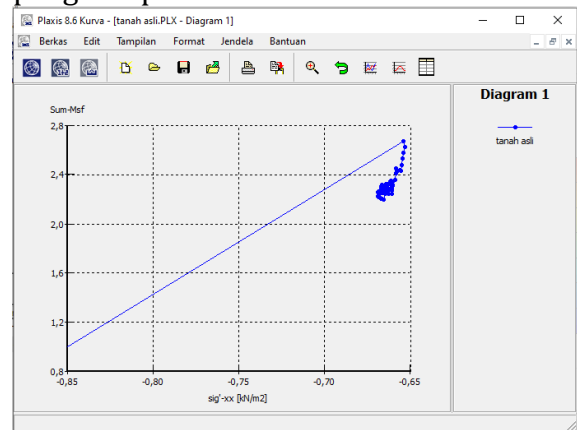 Plaxis 8.6 Kurva - [tanah asli.PLX - Diagram 1]
Berkas Edit Tampilan Format Jendela Bantuan
Diagram 1
tanah asli
Sum-Msf
2,8
2,4
2,0
1,6
1,2
0,8
-0,85 -0,80 -0,75 -0,70 -0,65
sig'-xx [kN/m2]